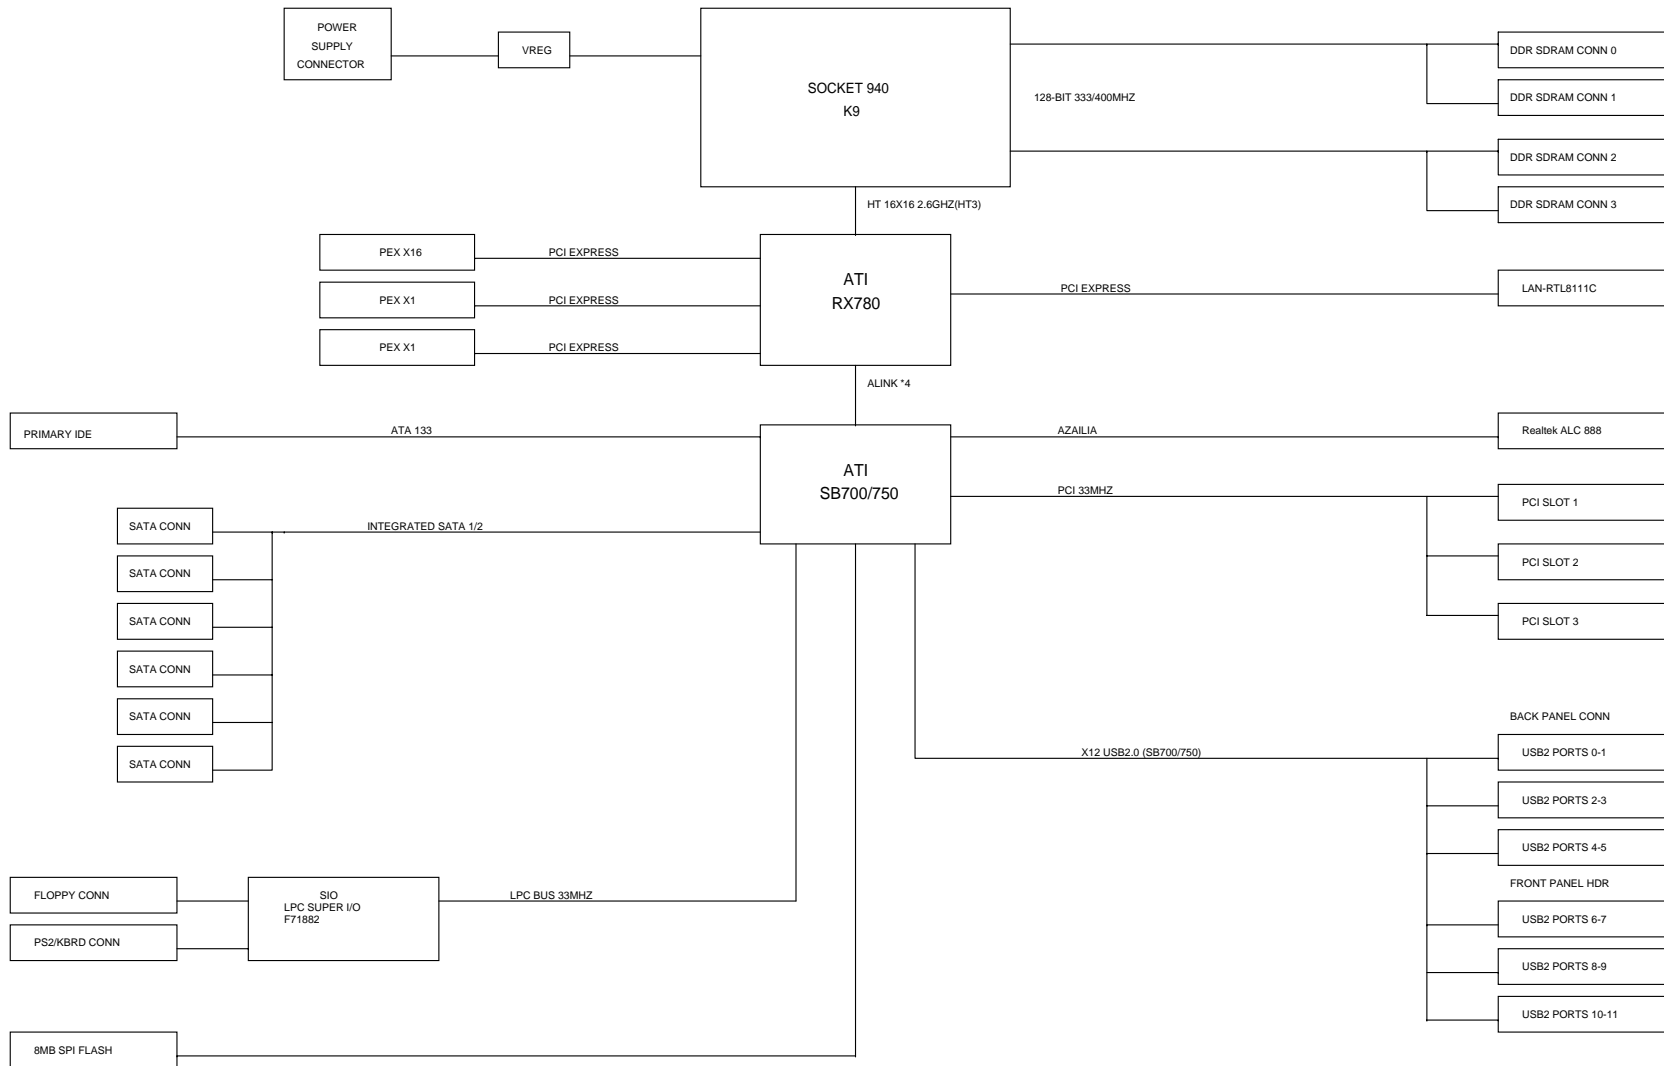 POWER
SUPPLY
CONNECTOR
VREG
SOCKET 940
K9
128-BIT 333/400MHZ
DDR SDRAM CONN 0
DDR SDRAM CONN 1
DDR SDRAM CONN 2
DDR SDRAM CONN 3
HT 16X16 2.6GHZ(HT3)
PEX X16
PCI EXPRESS
PEX X1
PCI EXPRESS
PEX X1
PCI EXPRESS
ATI
RX780
PCI EXPRESS
LAN-RTL8111C
ALINK *4
PRIMARY IDE
ATA 133
ATI
SB700/750
AZAILIA
Realtek ALC 888
PCI 33MHZ
PCI SLOT 1
PCI SLOT 2
PCI SLOT 3
SATA CONN
INTEGRATED SATA 1/2
SATA CONN
SATA CONN
SATA CONN
SATA CONN
SATA CONN
BACK PANEL CONN
X12 USB2.0 (SB700/750)
USB2 PORTS 0-1
USB2 PORTS 2-3
USB2 PORTS 4-5
FRONT PANEL HDR
USB2 PORTS 6-7
USB2 PORTS 8-9
USB2 PORTS 10-11
FLOPPY CONN
PS2/KBRD CONN
SIO
LPC SUPER I/O
F71882
LPC BUS 33MHZ
8MB SPI FLASH